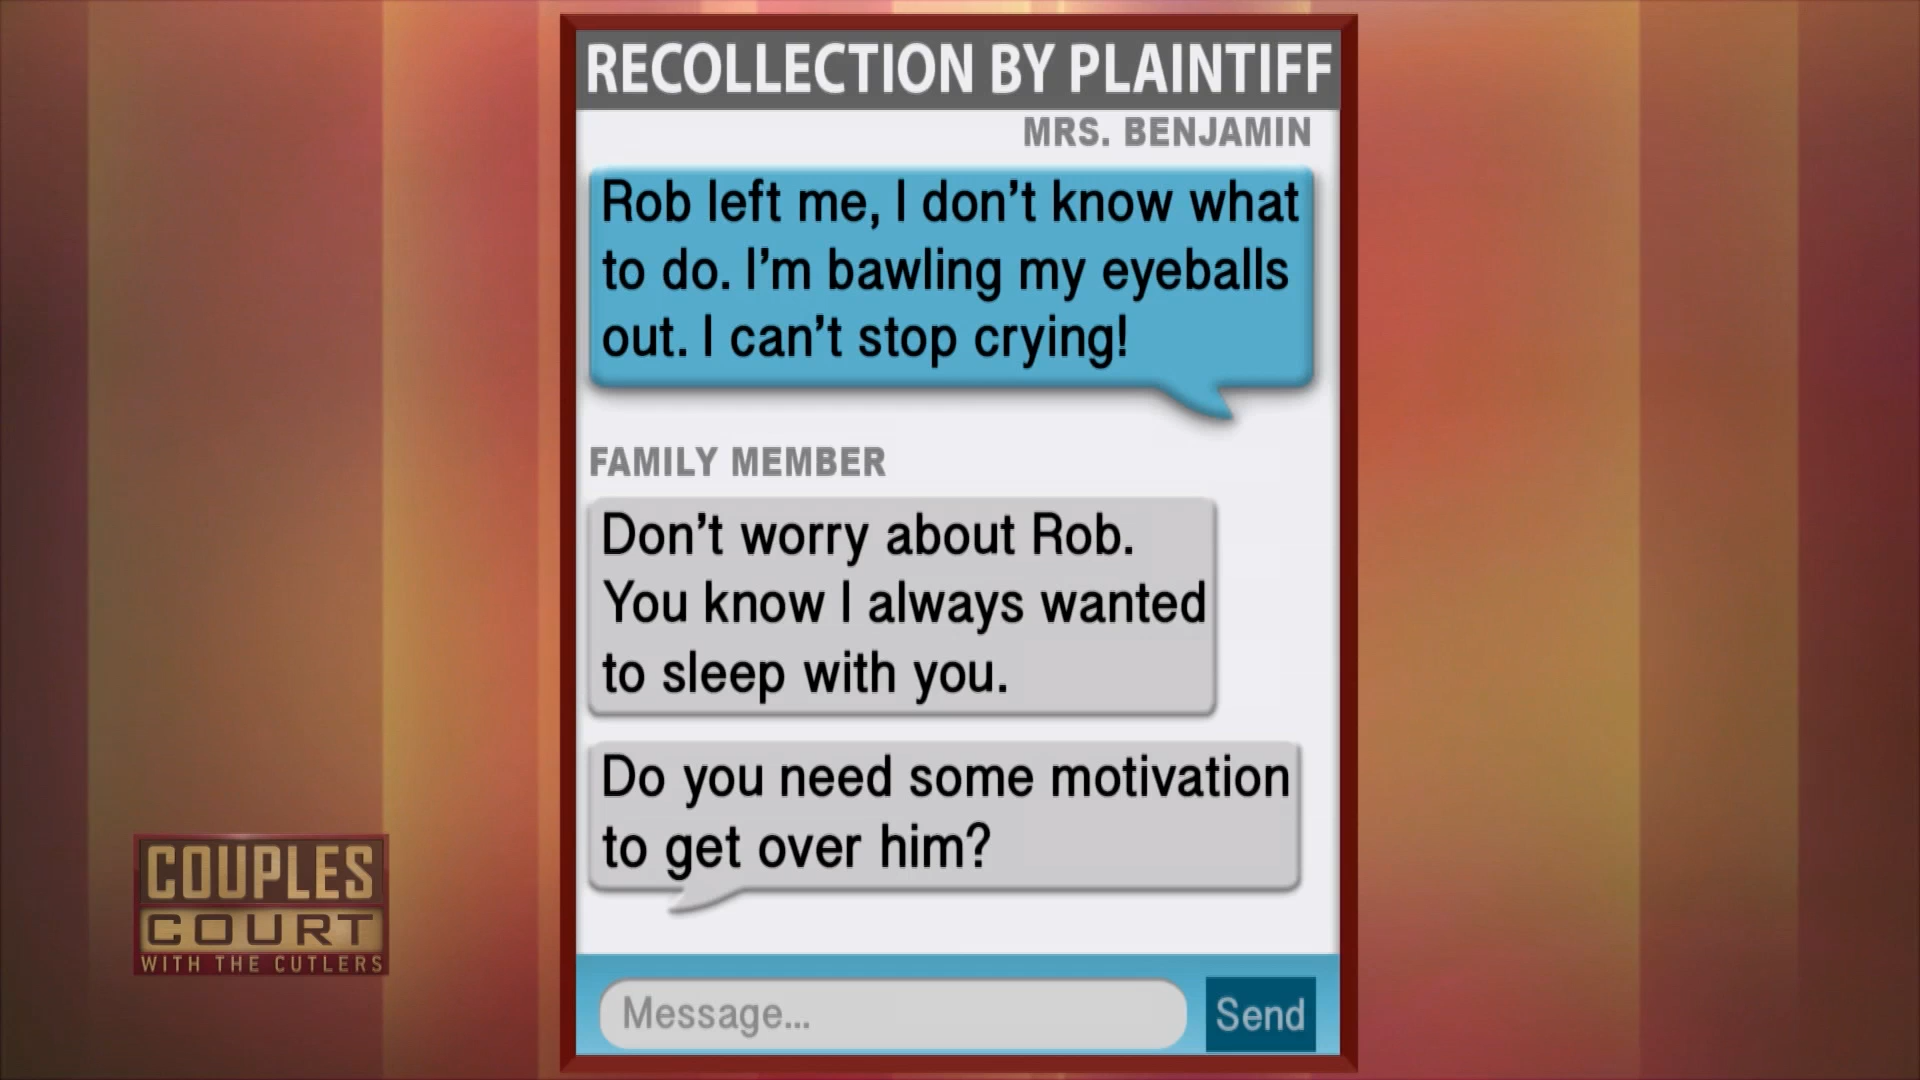 RECOLLECTION BY PLAINTIFF
MRS. BENJAMIN
Rob left me, I don’t know what
to do. I’m bawling my eyeballs
out. I can’t stop crying!
FAMILY MEMBER
Don’t worry about Rob.
You know I always wanted
to sleep with you.
Do you need some motivation
to get over him?
Message...
Send
COUPLES
COURT
WITH THE CUTLERS